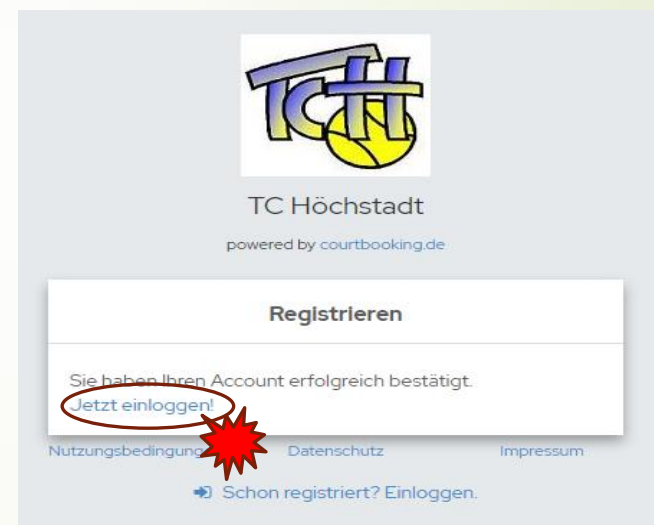 TCH
TC Höchstadt
powered by courtbooking.de
Registrieren
Sie haben Ihren Account erfolgreich bestätigt.
Jetzt einloggen!
Datenschutz
Impressum
Schon registriert? Einloggen.